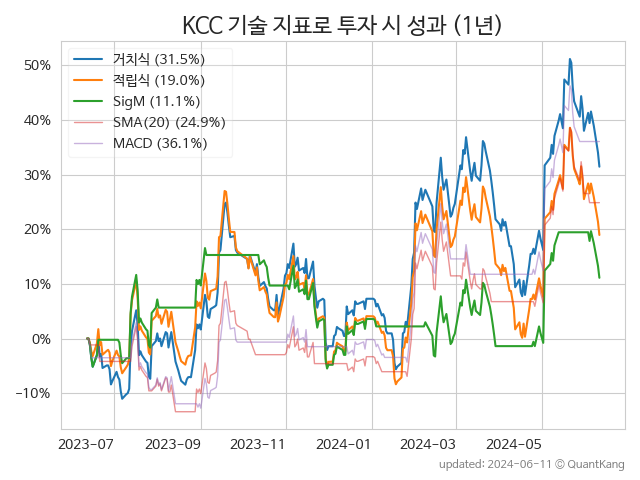 KCC 기술 지표로 투자 시 성과 (1년)
거치식 (31.5%)
적립식 (19.0%)
SigM (11.1%)
SMA(20) (24.9%)
MACD (36.1%)
50%
40%
30%
20%
10%
0%
−10%
2023−07 2023−09 2023−11 2024−01 2024−03 2024−05
updated: 2024−06−11 © QuantKang